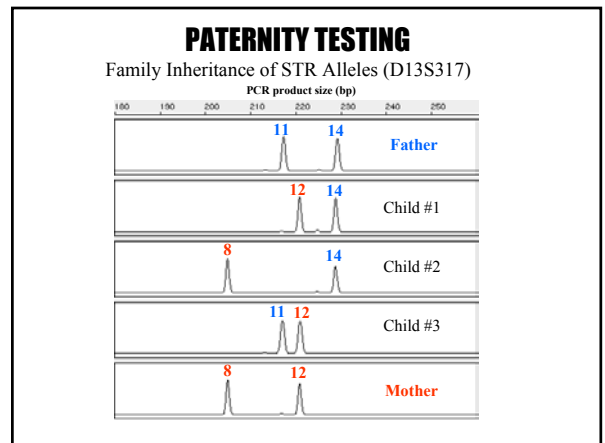 PATERNITY TESTING
Family Inheritance of STR Alleles (D13S317)
PCR product size (bp)
180 190 200 210 220 230 240 250
11 14
Father
12 14
Child #1
8 14
Child #2
11 12
Child #3
8 12
Mother